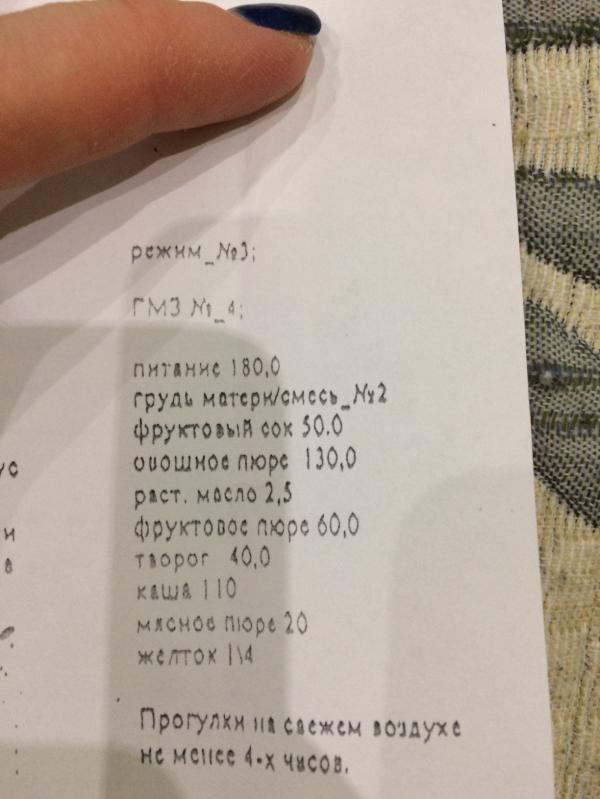 режим_№3;
ГМЗ №_4;
питание 180,0
грудь матери/смесь_№2
фруктовый сок 50.0
овошное пюре 130,0
раст. масло 2,5
ус
фруктовое пюре 60,0
и
творог 40,0
в
каша 110
мясное пюре 20
желток 1\4
Прогулки на свежем воздухе
не менее 4-х часов.